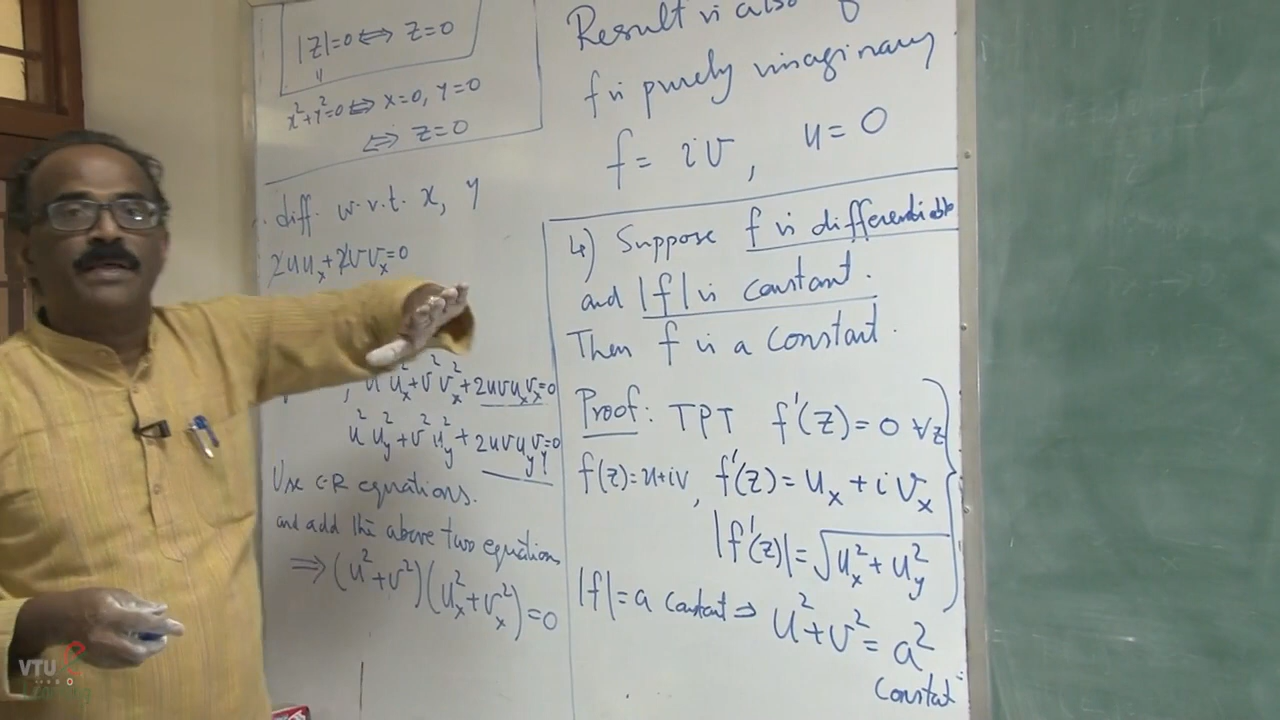 |Z|=0 ⇔ Z=0
"
x²+y²=0 ⇔ x=0, y=0
⇔ Z=0
diff. w.r.t. x, y
2uuₓ+2vvₓ=0
u²uₓ²+v²vₓ²+2uvuₓvₓ=0
u²u_y²+v²v_y²+2uvu_yv_y=0
Use C-R equations.
and add the above two equations
⇒ (u²+v²)(uₓ²+vₓ²)=0
Result is also
f is purely imaginary
f = iv, u = 0
4) Suppose f is differentiable
and |f| is constant.
Then f is a constant.
Proof: TPT f'(z) = 0 ∀z
f(z)=u+iv, f'(z) = uₓ + i vₓ
|f'(z)| = √(uₓ² + u_y²)
|f| = a constant ⇒ u²+v² = a²
Constat
VTU